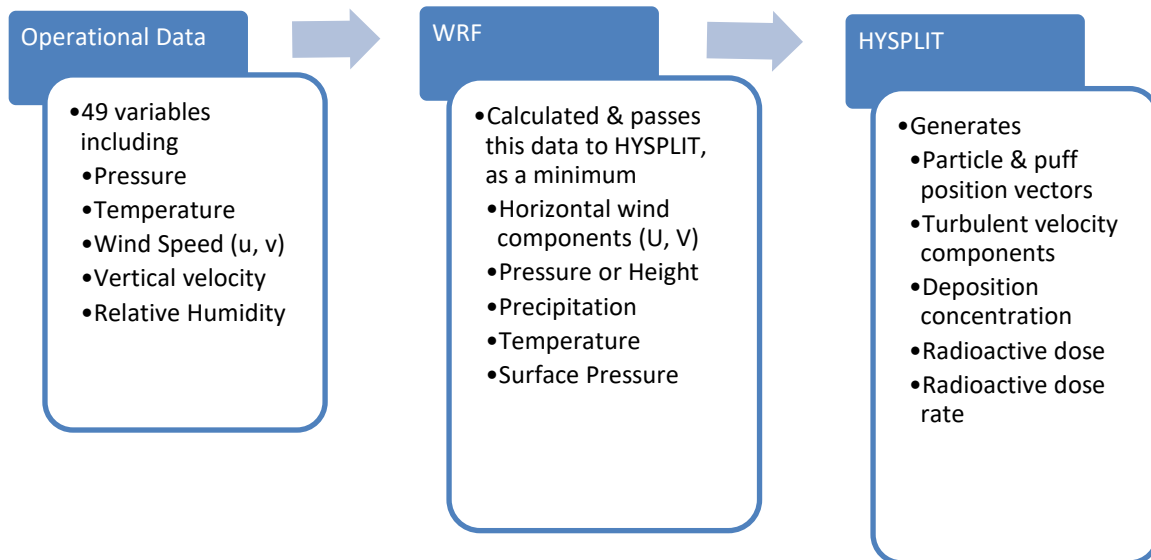 Operational Data
•49 variables
including
•Pressure
•Temperature
•Wind Speed (u, v)
•Vertical velocity
•Relative Humidity
WRF
•Calculated & passes
this data to HYSPLIT,
as a minimum
•Horizontal wind
components (U, V)
•Pressure or Height
•Precipitation
•Temperature
•Surface Pressure
HYSPLIT
•Generates
•Particle & puff
position vectors
•Turbulent velocity
components
•Deposition
concentration
•Radioactive dose
•Radioactive dose
rate